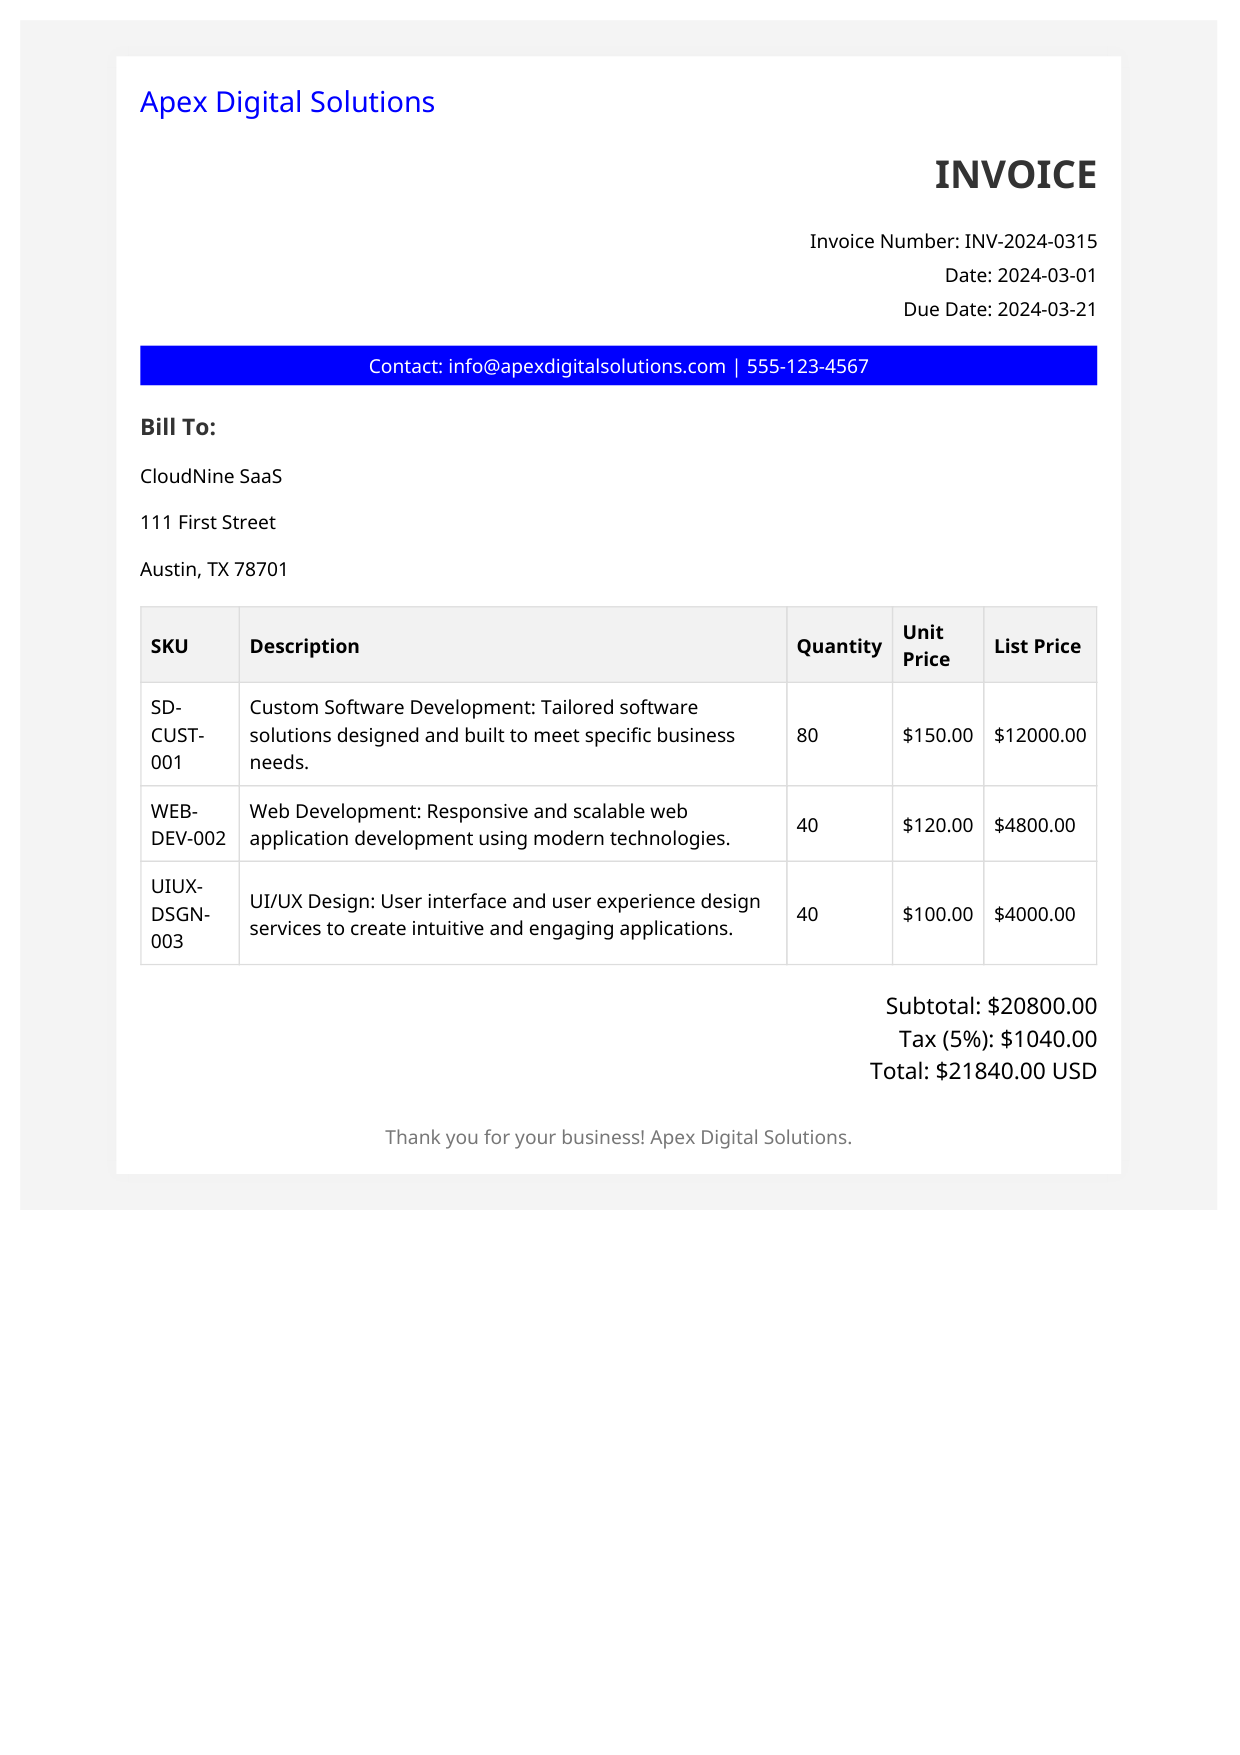 Apex Digital Solutions
INVOICE
Invoice Number: INV-2024-0315
Date: 2024-03-01
Due Date: 2024-03-21
Contact: info@apexdigitalsolutions.com | 555-123-4567
Bill To:
CloudNine SaaS
111 First Street
Austin, TX 78701
SKU Description Quantity Unit Price List Price
SD-CUST-001 Custom Software Development: Tailored software solutions designed and built to meet specific business needs. 80 $150.00 $12000.00
WEB-DEV-002 Web Development: Responsive and scalable web application development using modern technologies. 40 $120.00 $4800.00
UIUX-DSGN-003 UI/UX Design: User interface and user experience design services to create intuitive and engaging applications. 40 $100.00 $4000.00
Subtotal: $20800.00
Tax (5%): $1040.00
Total: $21840.00 USD
Thank you for your business! Apex Digital Solutions.